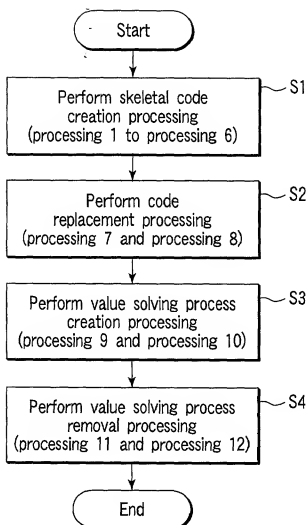 Start
S1
Perform skeletal code
creation processing
(processing 1 to processing 6)
S2
Perform code
replacement processing
(processing 7 and processing 8)
S3
Perform value solving process
creation processing
(processing 9 and processing 10)
S4
Perform value solving process
removal processing
(processing 11 and processing 12)
End